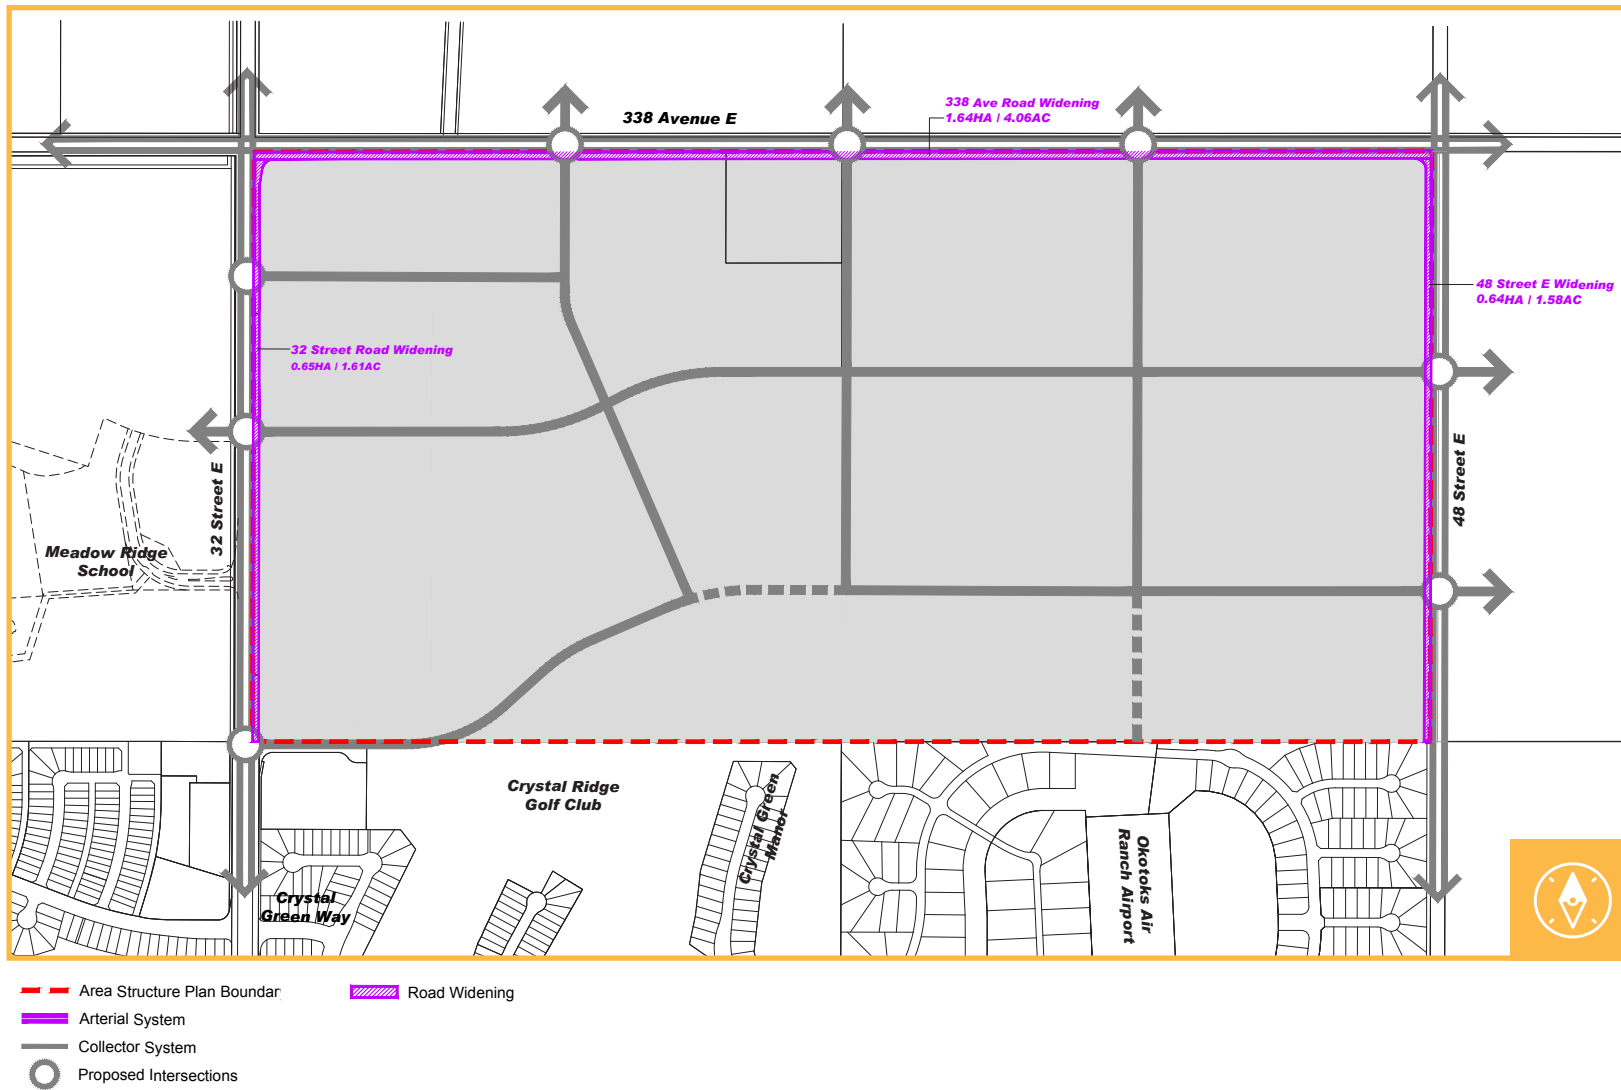 338 Avenue E
338 Ave Road Widening
1.64HA / 4.06AC
48 Street E Widening
0.64HA / 1.58AC
32 Street Road Widening
0.65HA / 1.61AC
32 Street E
48 Street E
Meadow Ridge
School
Crystal Ridge
Golf Club
Crystal Green
Manor
Okotoks Air
Ranch Airport
Crystal
Green Way
Area Structure Plan Boundar
Road Widening
Arterial System
Collector System
Proposed Intersections